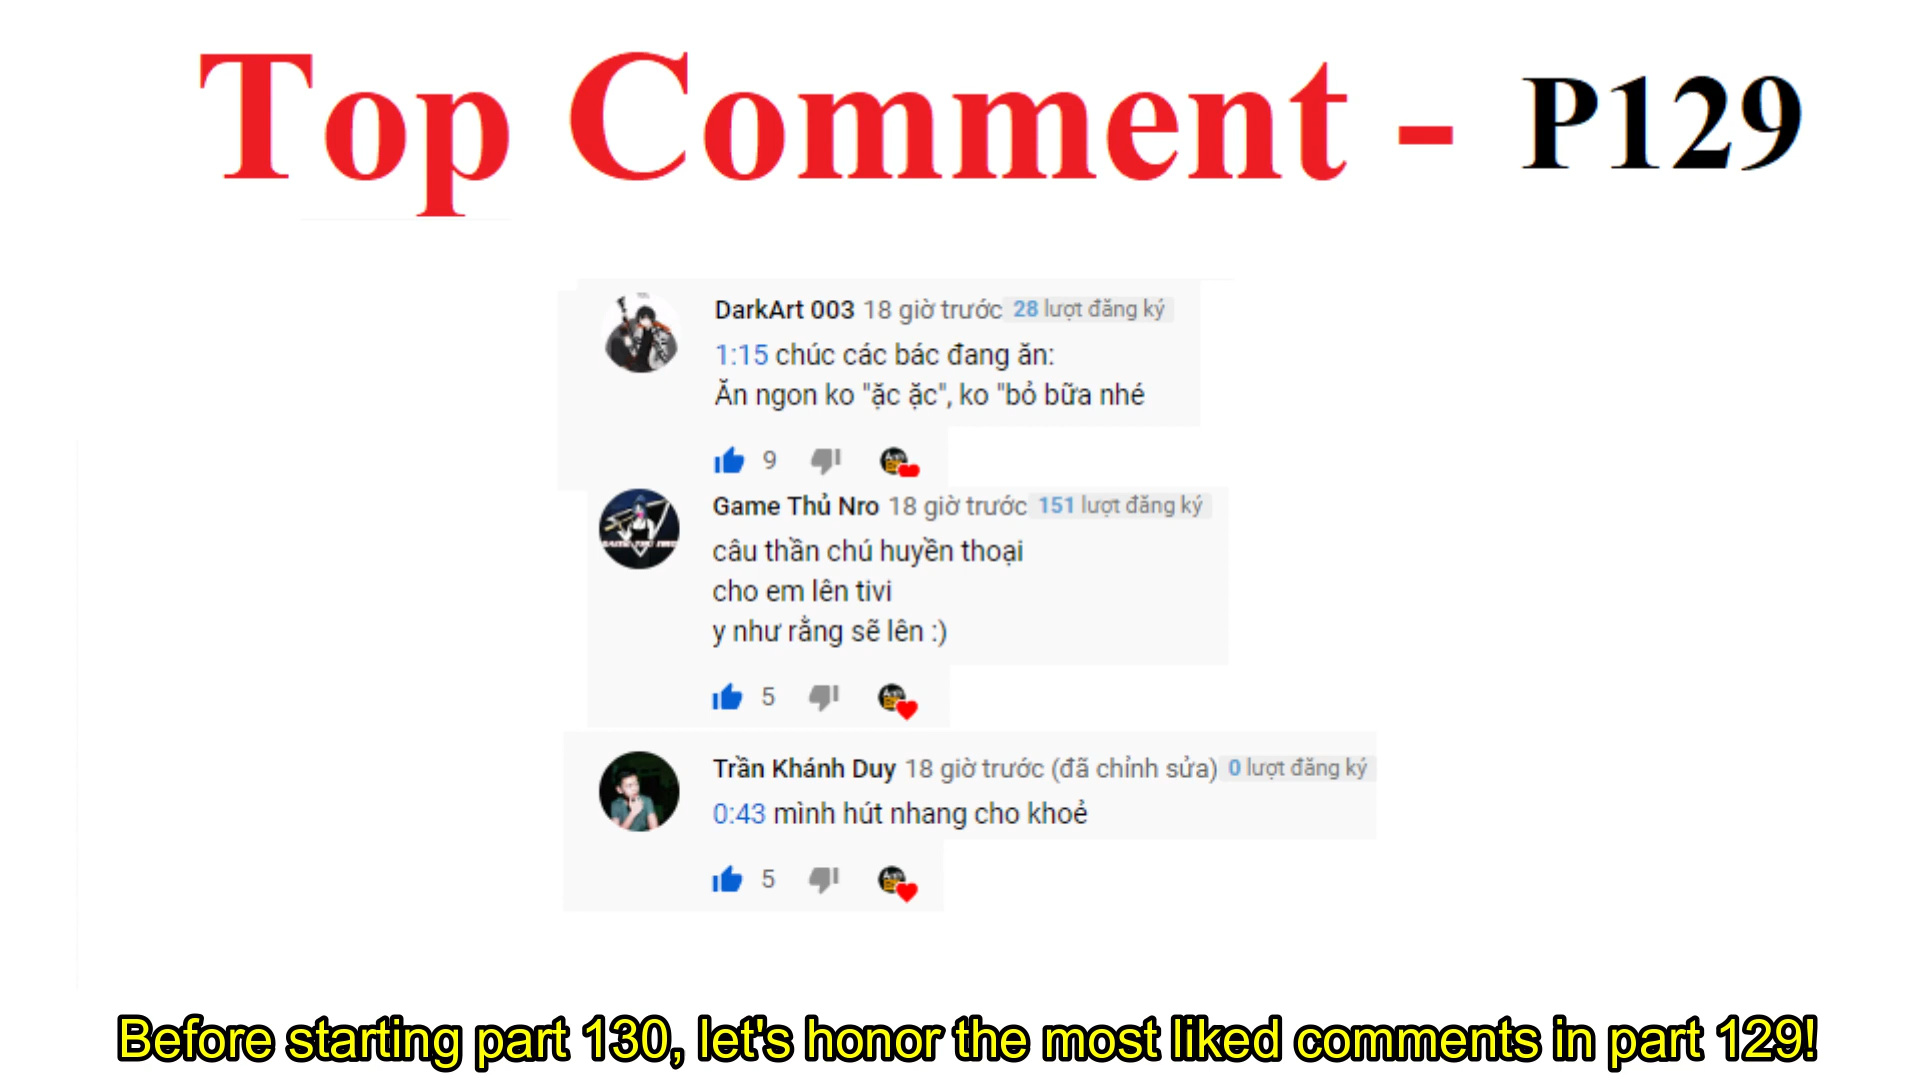 Top Comment - P129
DarkArt 003 18 giờ trước 28 lượt đăng ký
1:15 chúc các bác đang ăn:
Ăn ngon ko "ặc ặc", ko "bỏ bữa nhé
9
Game Thủ Nro 18 giờ trước 151 lượt đăng ký
câu thần chú huyền thoại
cho em lên tivi
y như rằng sẽ lên :)
5
Trần Khánh Duy 18 giờ trước (đã chỉnh sửa) 0 lượt đăng ký
0:43 mình hút nhang cho khoẻ
5
Before starting part 130, let's honor the most liked comments in part 129!